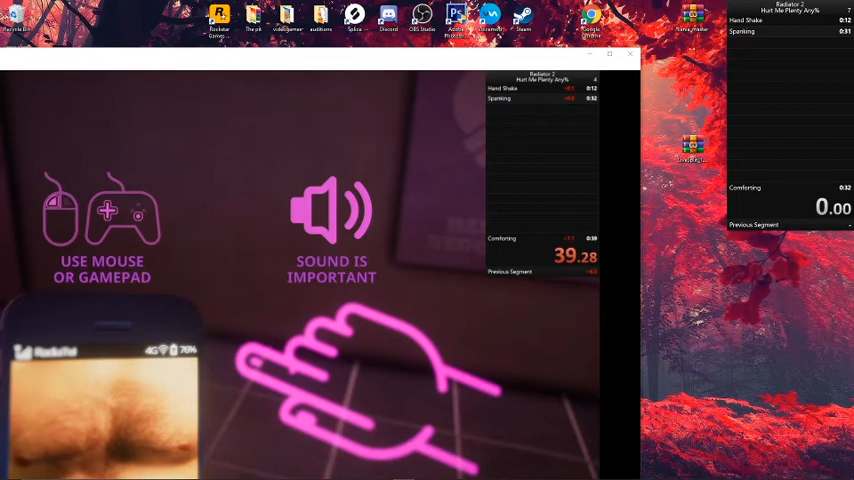 Recycle Bin
Rockstar
Games
The pit
videogames
auditions
Splice
Discord
OBS Studio
Adobe
Photosh...
Voicemod
Steam
Google
Chrome
Radiator 2
Hurt Me Plenty Any%
7
Hand Shake 0:12
Spanking 0:31
Comforting 0:32
0.00
Previous Segment -
Radiator 2
Hurt Me Plenty Any%
4
Hand Shake 0:12
Spanking 0:32
Comforting 0:39
39.28
Previous Segment
USE MOUSE
OR GAMEPAD
SOUND IS
IMPORTANT
4G 76%